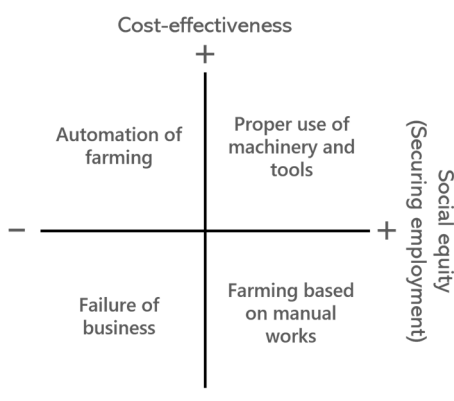 Cost-effectiveness
+
Automation of
farming
Proper use of
machinery and
tools
−
+
Social equity
(Securing employment)
Failure of
business
Farming based
on manual
works